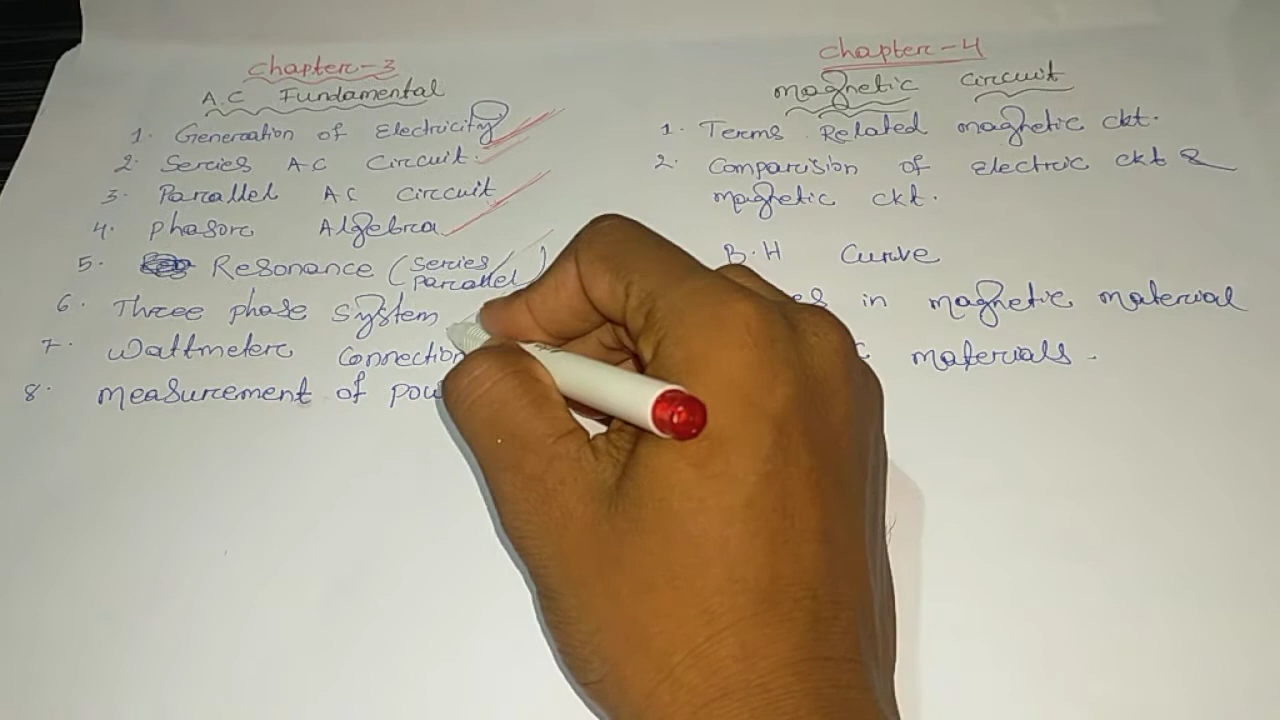 chapter-3
A.C Fundamental
1. Generation of Electricity
2. Series A.C Circuit.
3. Parallel A.C Circuit
4. Phasor Algebra
5. Resonance (Series/Parallel)
6. Three phase System
7. Wattmeter Connection
8. Measurement of
chapter-4
Magnetic Circuit
1. Terms Related magnetic ckt.
2. Comparision of electric ckt &
magnetic ckt.
B.H Curve
in magnetic material
materials.